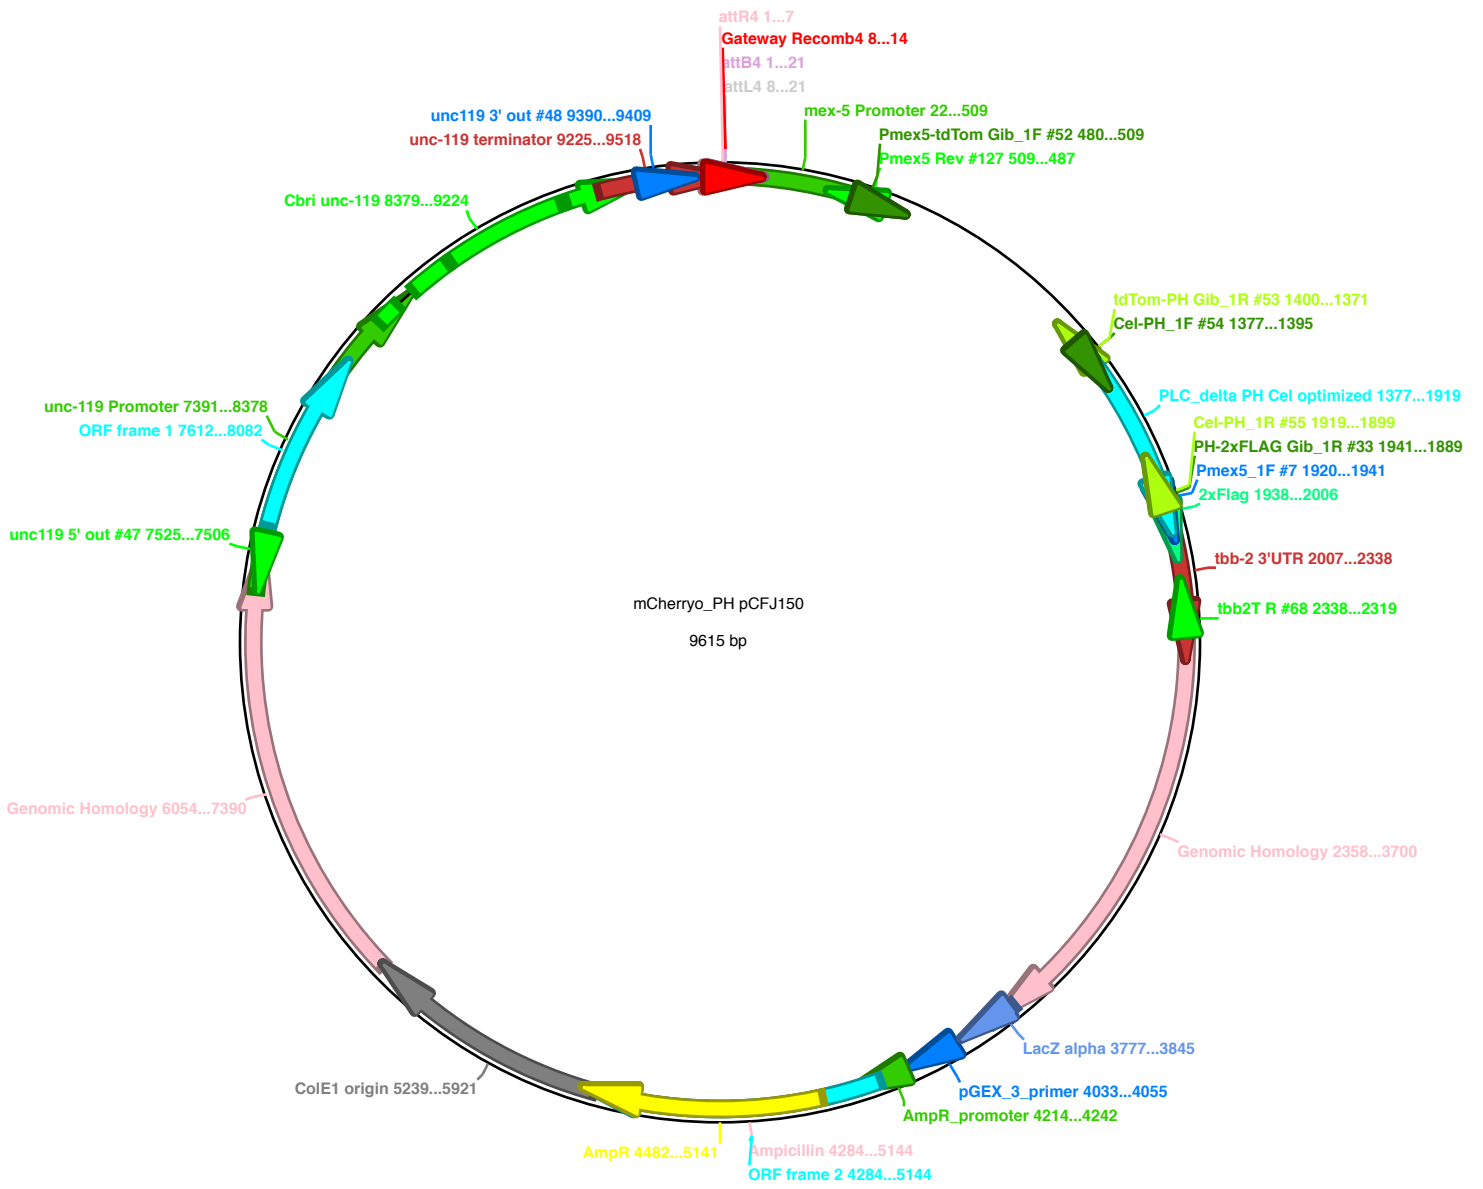 attR4 1...7
Gateway Recomb4 8...14
attB4 1...21
attL4 8...21
mex-5 Promoter 22...509
unc119 3' out #48 9390...9409
Pmex5-tdTom Gib_1F #52 480...509
unc-119 terminator 9225...9518
Pmex5 Rev #127 509...487
Cbri unc-119 8379...9224
tdTom-PH Gib_1R #53 1400...1371
Cel-PH_1F #54 1377...1395
PLC_delta PH Cel optimized 1377...1919
unc-119 Promoter 7391...8378
Cel-PH_1R #55 1919...1899
ORF frame 1 7612...8082
PH-2xFLAG Gib_1R #33 1941...1889
Pmex5_1F #7 1920...1941
2xFlag 1938...2006
unc119 5' out #47 7525...7506
tbb-2 3'UTR 2007...2338
mCherryo_PH pCFJ150
tbb2T R #68 2338...2319
9615 bp
Genomic Homology 6054...7390
Genomic Homology 2358...3700
LacZ alpha 3777...3845
ColE1 origin 5239...5921
pGEX_3_primer 4033...4055
AmpR_promoter 4214...4242
AmpR 4482...5141
Ampicillin 4284...5144
ORF frame 2 4284...5144